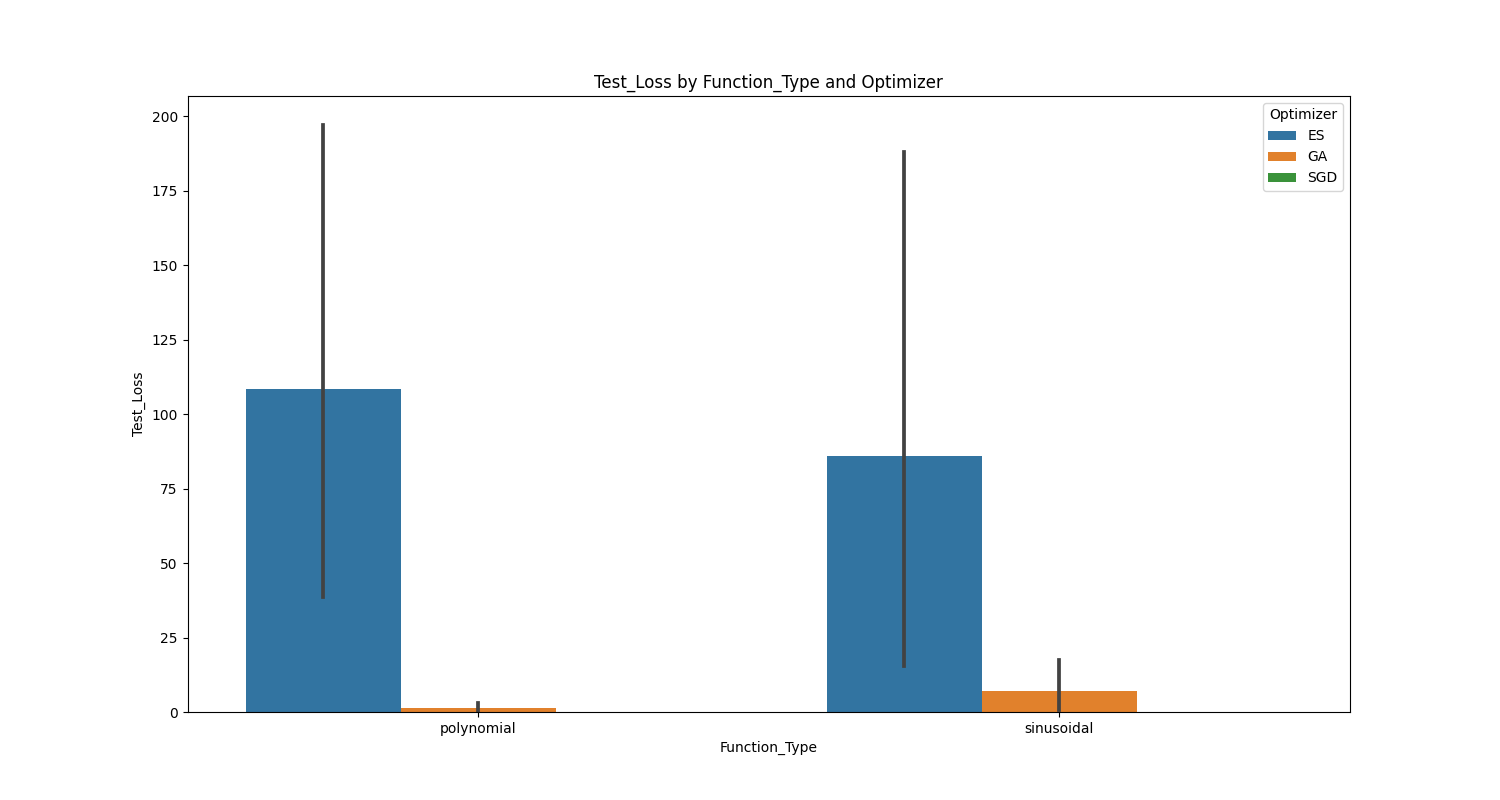 Test_Loss by Function_Type and Optimizer
Optimizer
ES
GA
SGD
200
175
150
125
100
75
50
25
0
Test_Loss
polynomial
sinusoidal
Function_Type